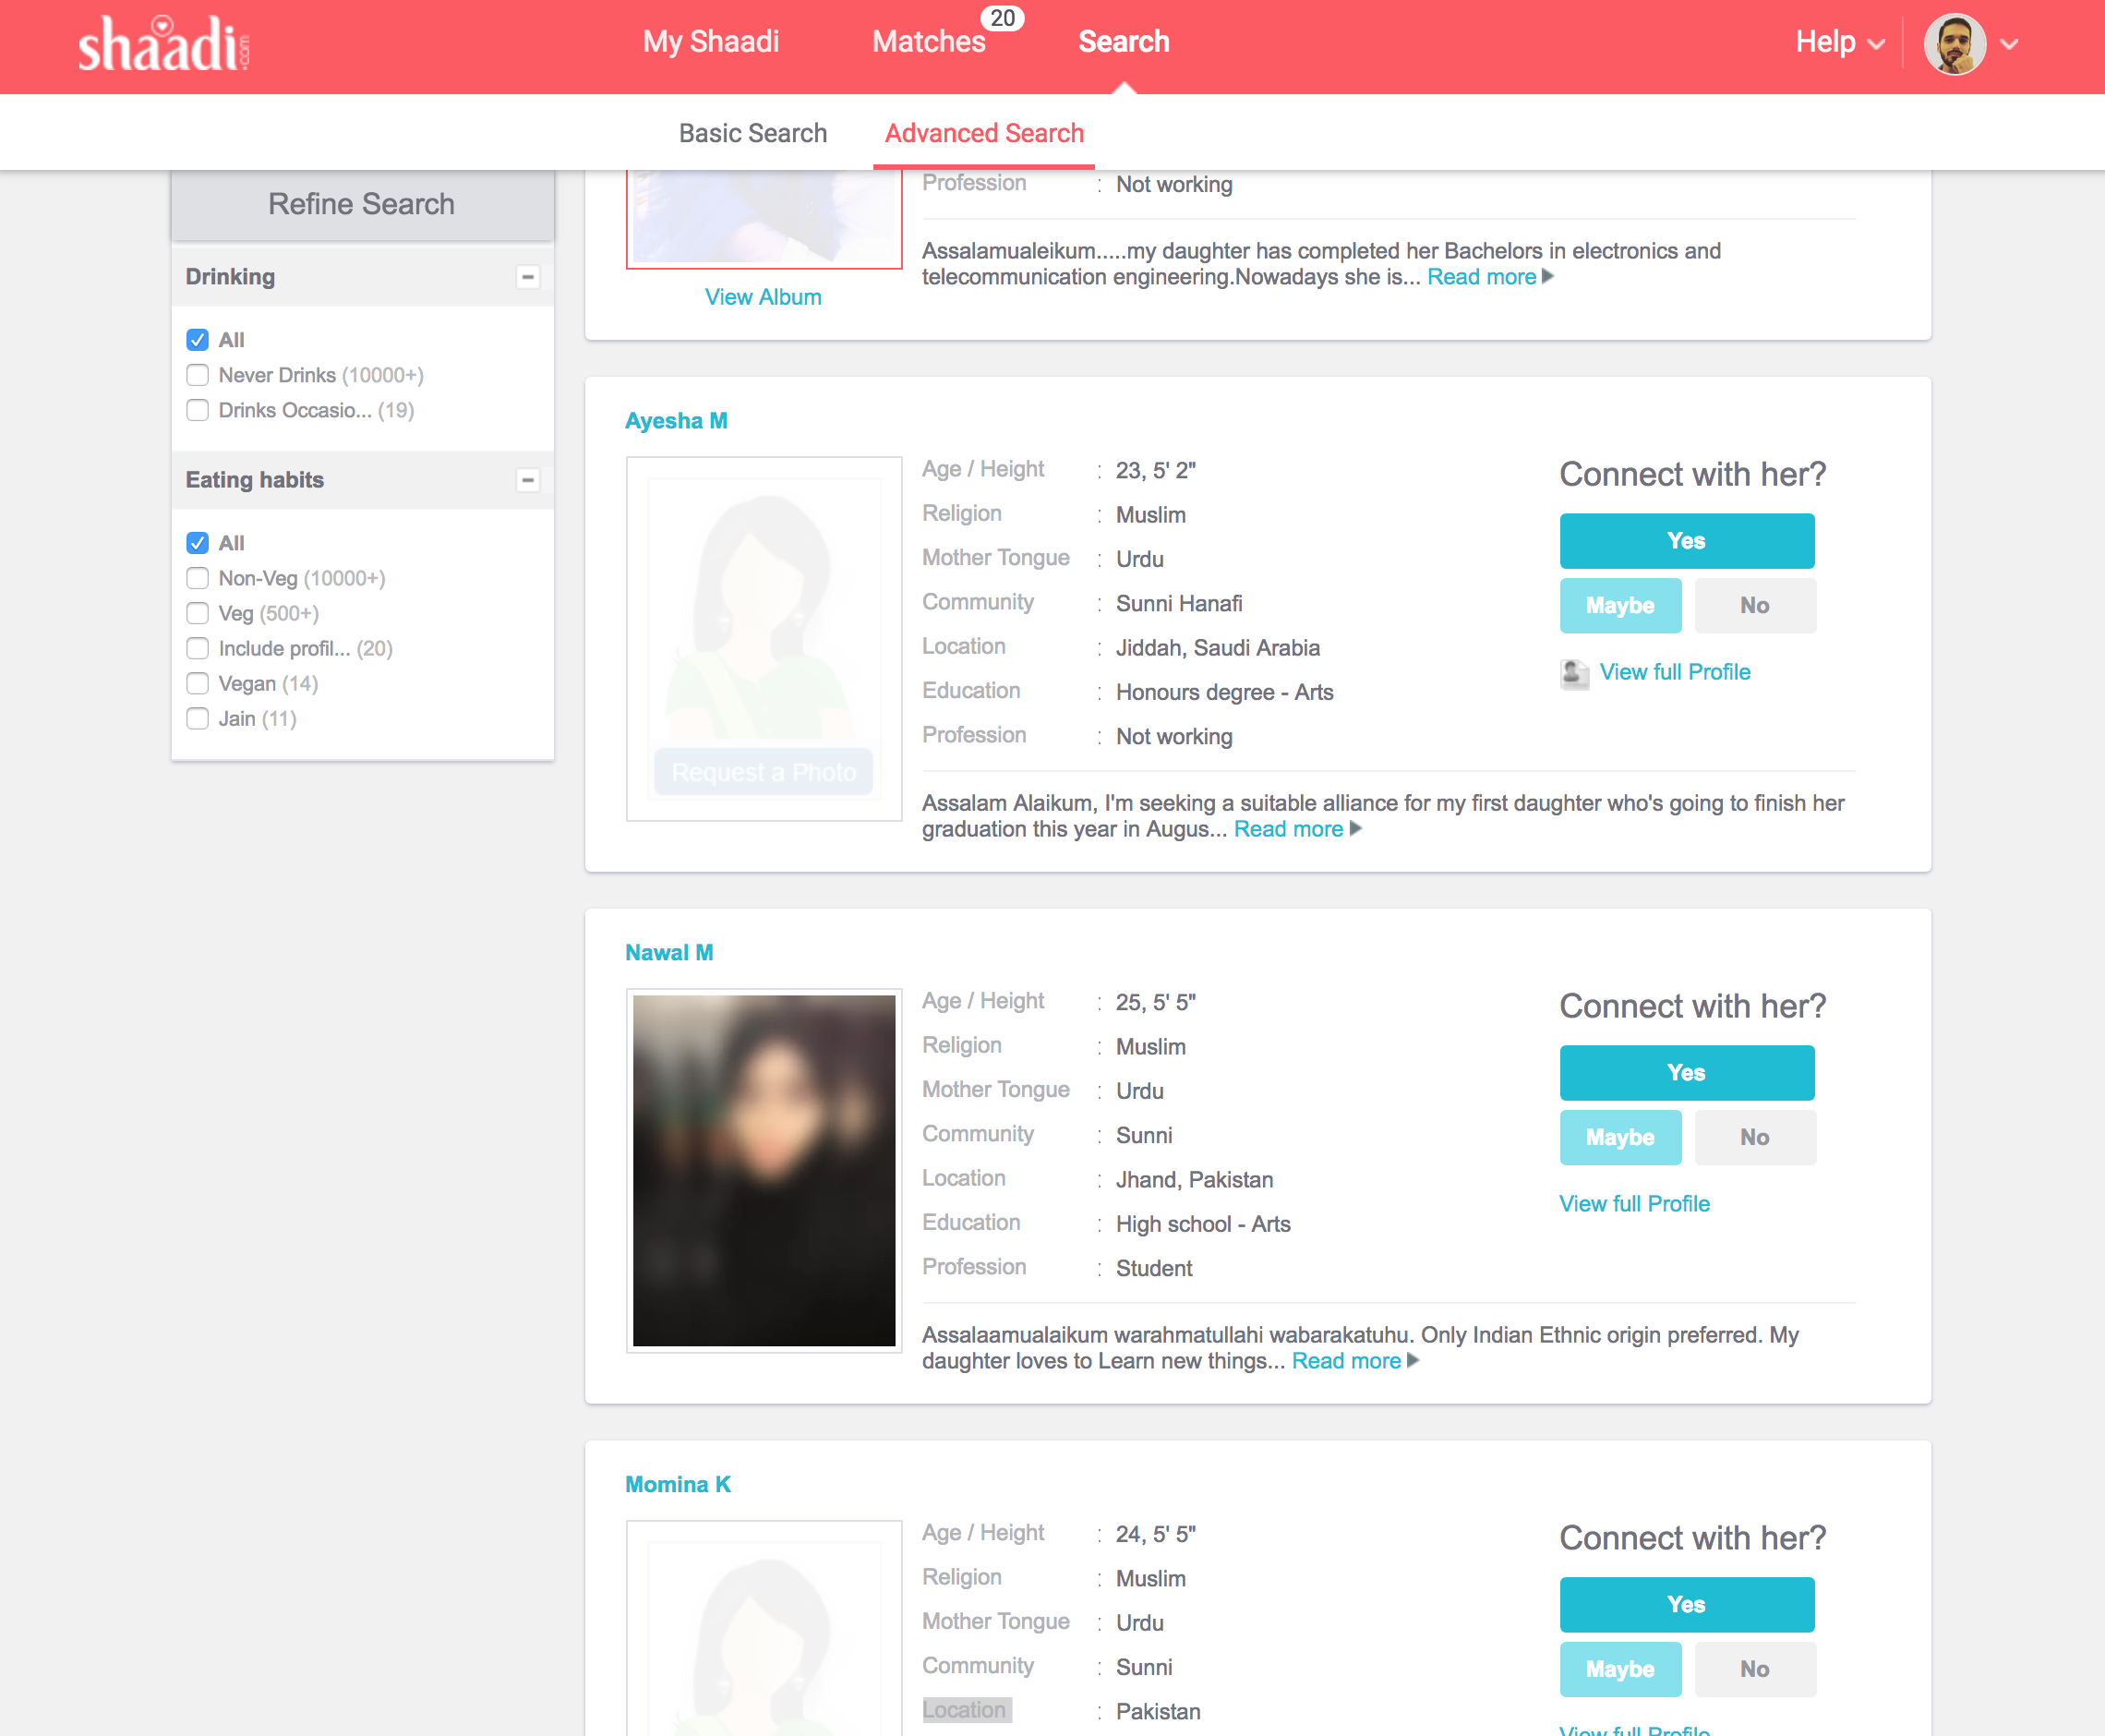 shaadi.com
My Shaadi
Matches
20
Search
Help
Basic Search
Advanced Search
Refine Search
Drinking
All
Never Drinks (10000+)
Drinks Occasio... (19)
Eating habits
All
Non-Veg (10000+)
Veg (500+)
Include profil... (20)
Vegan (14)
Jain (11)
View Album
Profession : Not working
Assalamualeikum.....my daughter has completed her Bachelors in electronics and
telecommunication engineering.Nowadays she is... Read more
Ayesha M
Request a Photo
Age / Height : 23, 5' 2"
Religion : Muslim
Mother Tongue : Urdu
Community : Sunni Hanafi
Location : Jiddah, Saudi Arabia
Education : Honours degree - Arts
Profession : Not working
Assalam Alaikum, I'm seeking a suitable alliance for my first daughter who's going to finish her
graduation this year in Augus... Read more
Connect with her?
Yes
Maybe
No
View full Profile
Nawal M
Age / Height : 25, 5' 5"
Religion : Muslim
Mother Tongue : Urdu
Community : Sunni
Location : Jhand, Pakistan
Education : High school - Arts
Profession : Student
Assalaamualaikum warahmatullahi wabarakatuhu. Only Indian Ethnic origin preferred. My
daughter loves to Learn new things... Read more
Connect with her?
Yes
Maybe
No
View full Profile
Momina K
Age / Height : 24, 5' 5"
Religion : Muslim
Mother Tongue : Urdu
Community : Sunni
Location : Pakistan
Connect with her?
Yes
Maybe
No
View full Profile